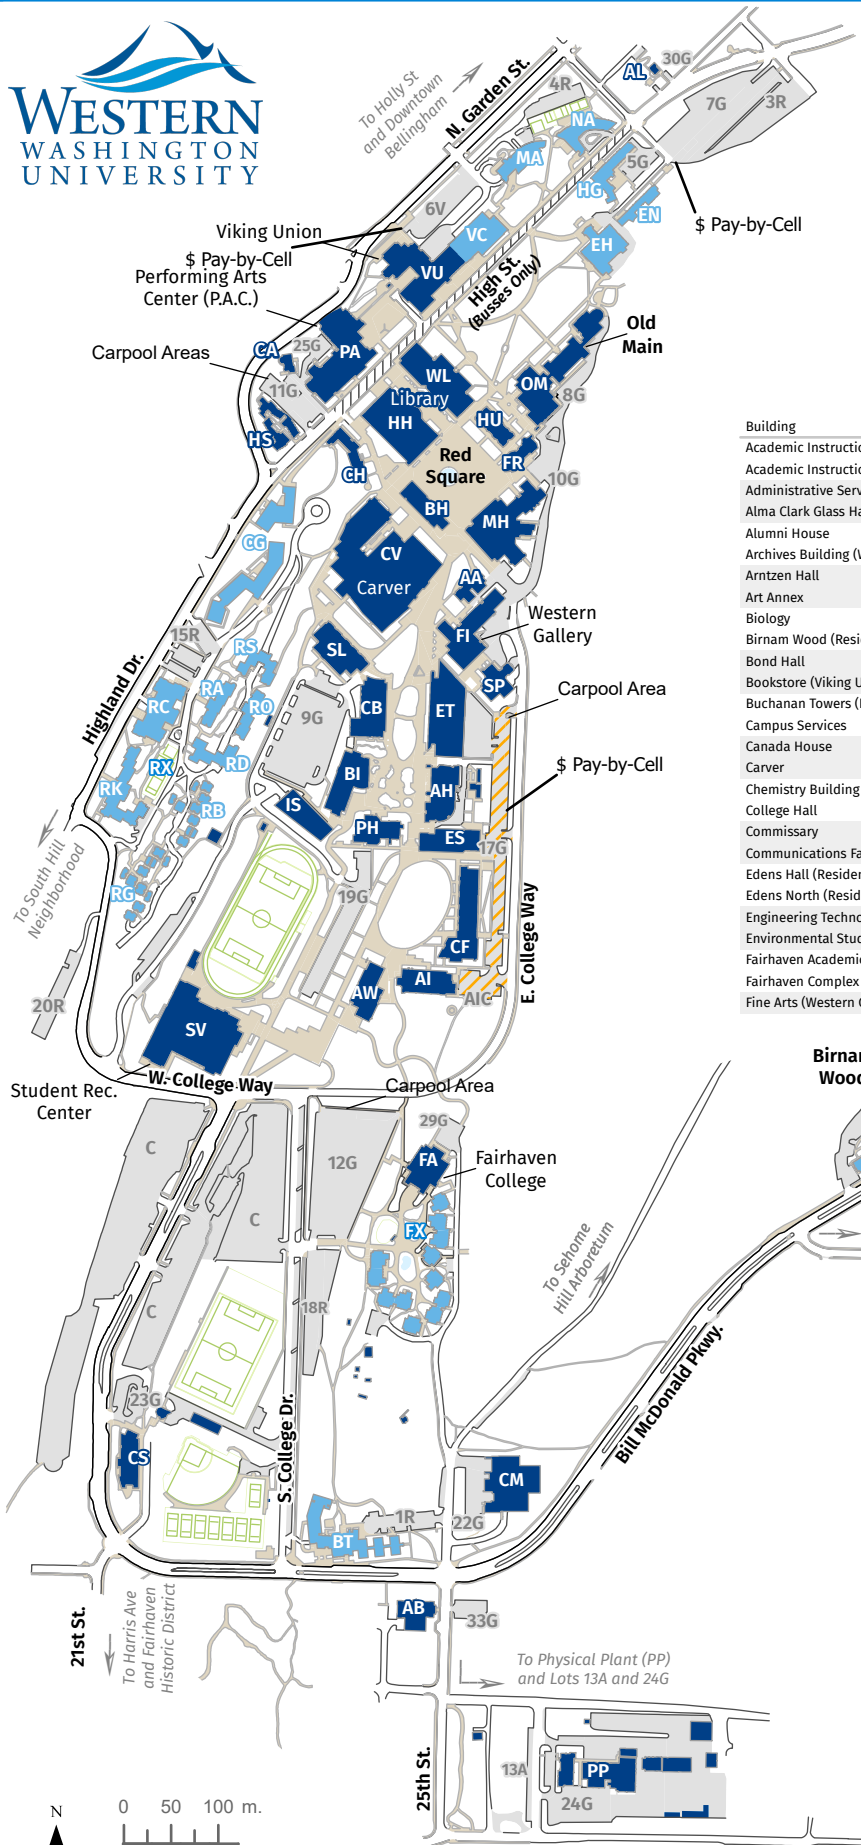 WESTERN
WASHINGTON
UNIVERSITY
To Holly St
and Downtown
Bellingham
N. Garden St.
AL
30G
4R
7G
3R
NA
MA
5G
HG
EN
$ Pay-by-Cell
6V
Viking Union
$ Pay-by-Cell
VC
EH
VU
High St.
(Busses Only)
Performing Arts
Center (P.A.C.)
Old
Main
Carpool Areas
CA
25G
PA
11G
WL
Library
OM
8G
HS
HH
HU
CH
Red
Square
FR
10G
BH
MH
CG
CV
Carver
AA
Western
Gallery
FI
15R
RS
SL
SP
Carpool Area
Highland Dr.
RC
RA
RO
9G
CB
ET
RX
RD
BI
$ Pay-by-Cell
RK
RB
IS
AH
PH
ES
17G
To South Hill
Neighborhood
RG
19G
CF
E. College Way
20R
AW
AI
AIC
SV
Student Rec.
Center
W. College Way
Carpool Area
C
12G
29G
FA
Fairhaven
College
C
FX
To Sehome
Hill Arboretum
C
18R
23G
S. College Dr.
Bill McDonald Pkwy.
CS
CM
1R
22G
BT
21st St.
To Harris Ave
and Fairhaven
Historic District
AB
33G
To Physical Plant (PP)
and Lots 13A and 24G
25th St.
13A
PP
24G
N
0 50 100 m.
Building
Academic Instructio
Academic Instructio
Administrative Serv
Alma Clark Glass Ha
Alumni House
Archives Building (W
Arntzen Hall
Art Annex
Biology
Birnam Wood (Resid
Bond Hall
Bookstore (Viking U
Buchanan Towers (
Campus Services
Canada House
Carver
Chemistry Building
College Hall
Commissary
Communications Fa
Edens Hall (Residen
Edens North (Resid
Engineering Techno
Environmental Stud
Fairhaven Academi
Fairhaven Complex
Fine Arts (Western
Birnam
Wood